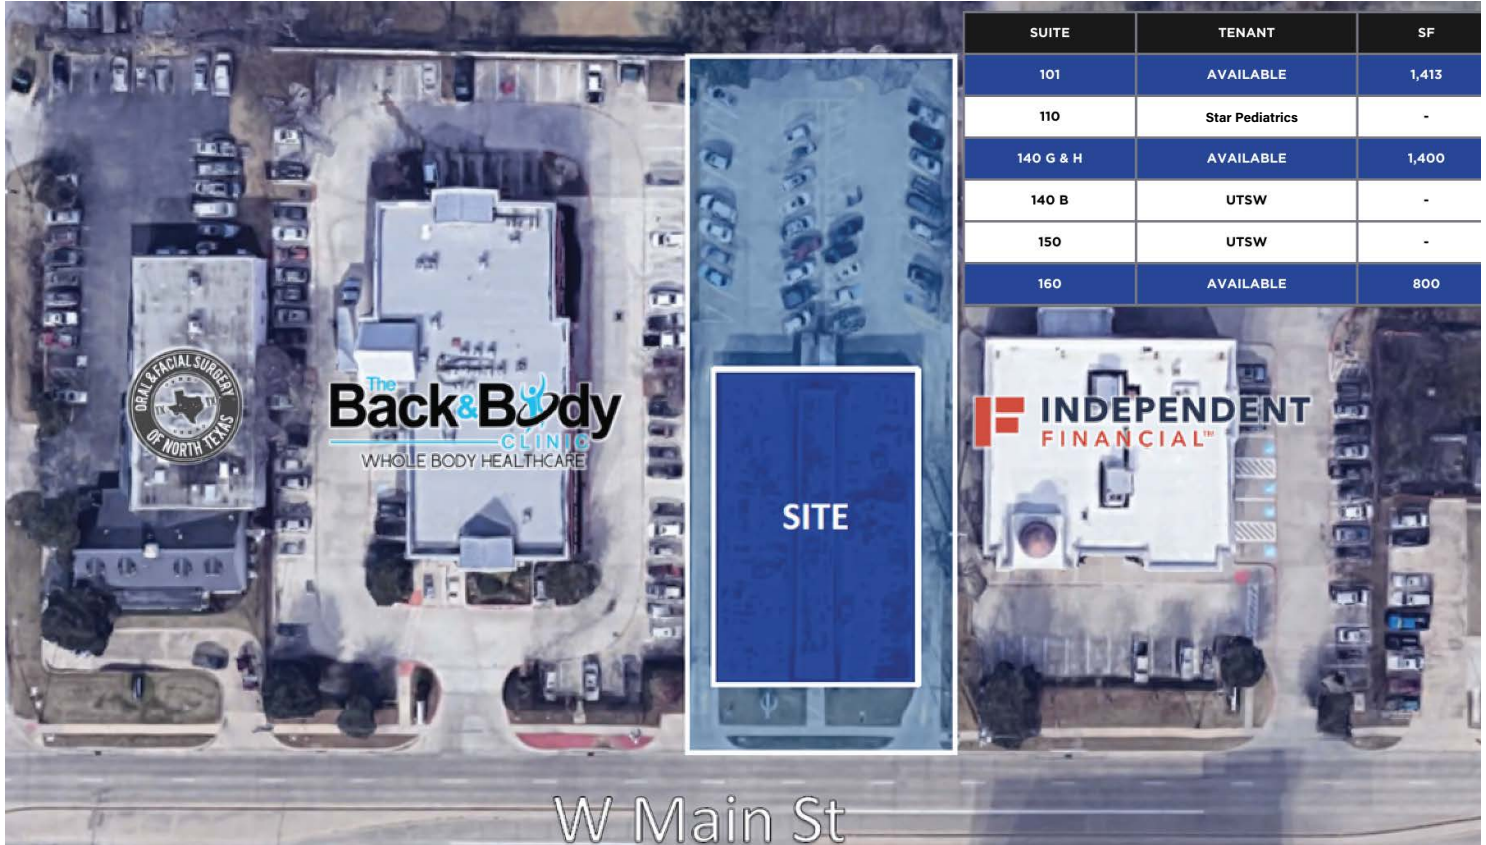 SUITE TENANT SF
101 AVAILABLE 1,413
110 Star Pediatrics -
140 G & H AVAILABLE 1,400
140 B UTSW -
150 UTSW -
160 AVAILABLE 800
ORAL & FACIAL SURGERY
OF NORTH TEXAS
The
Back&Body
CLINIC
WHOLE BODY HEALTHCARE
SITE
INDEPENDENT
FINANCIAL™
W Main St